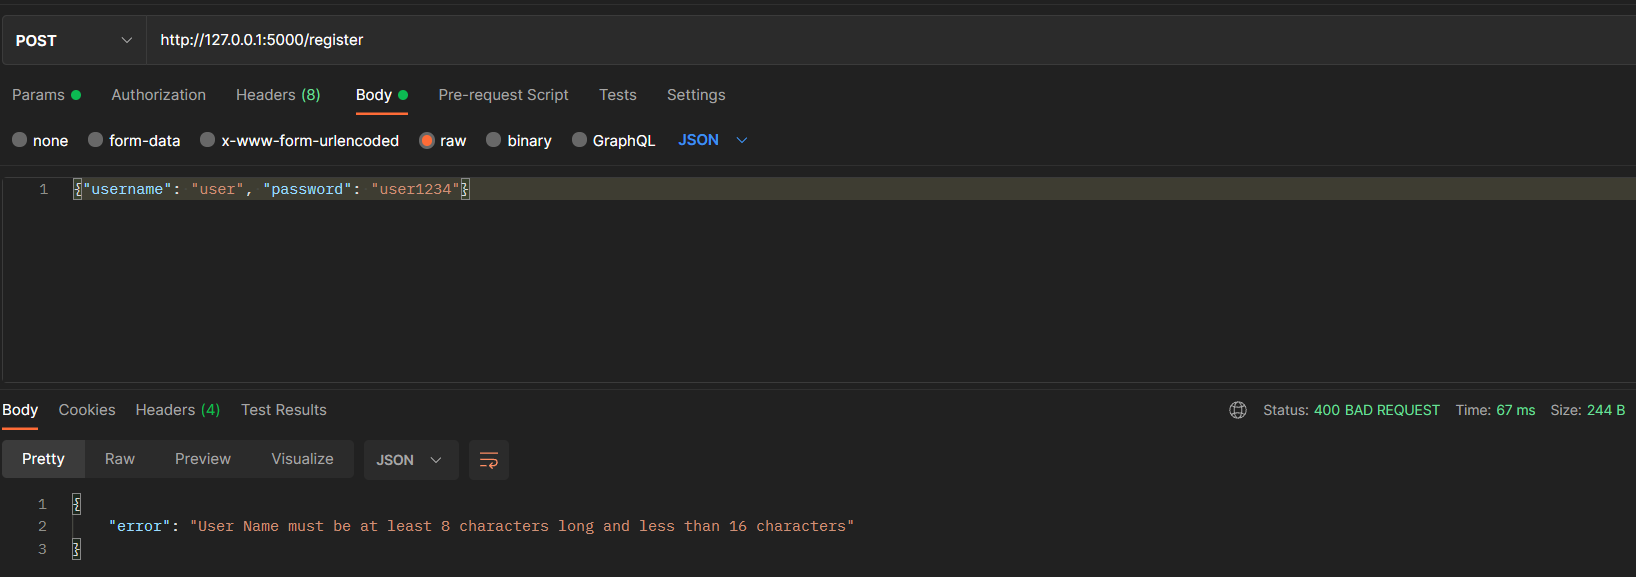 POST http://127.0.0.1:5000/register
Params Authorization Headers (8) Body Pre-request Script Tests Settings
none form-data x-www-form-urlencoded raw binary GraphQL JSON
1 {"username": "user", "password": "user1234"}
Body Cookies Headers (4) Test Results Status: 400 BAD REQUEST Time: 67 ms Size: 244 B
Pretty Raw Preview Visualize JSON
1 {
2 "error": "User Name must be at least 8 characters long and less than 16 characters"
3 }